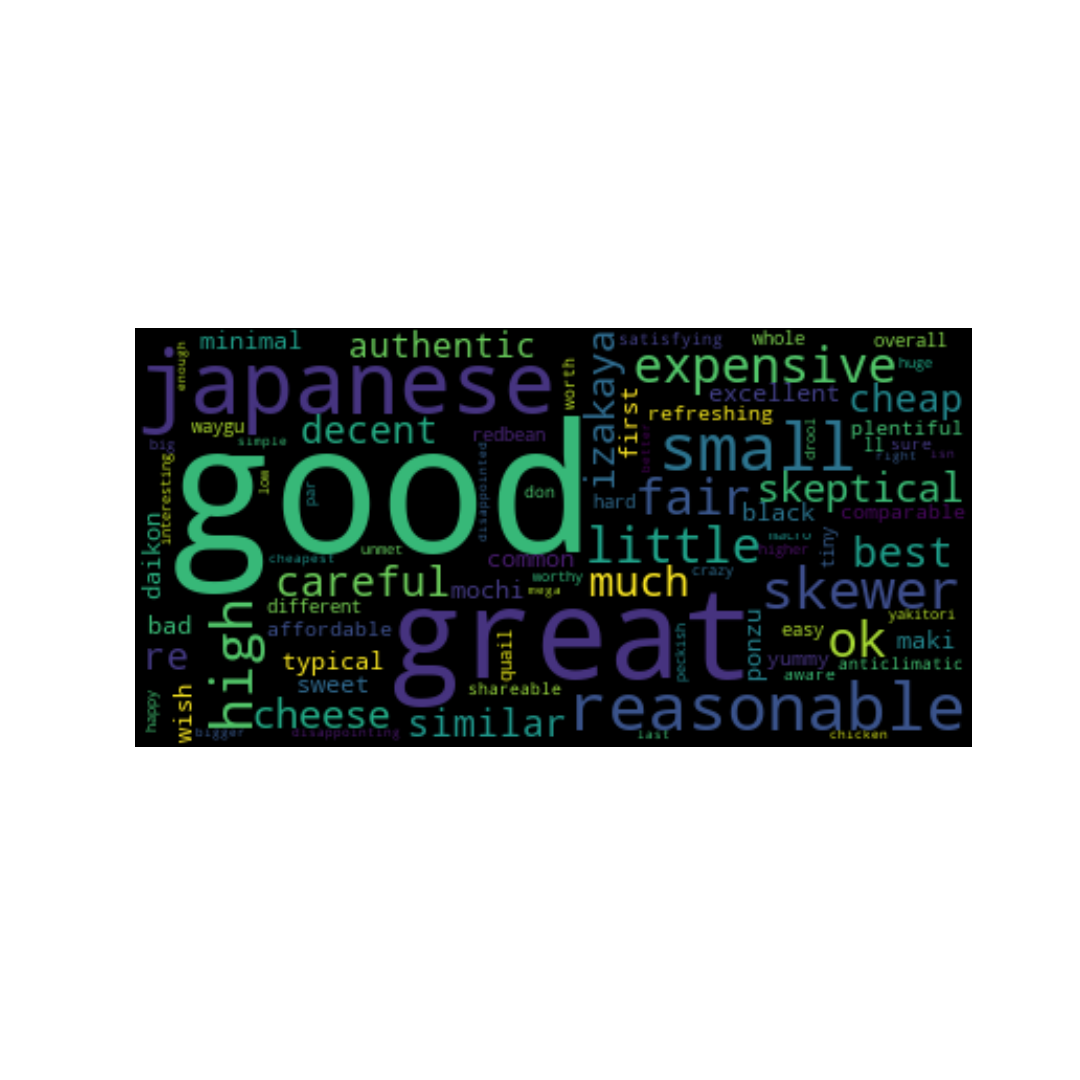 minimal
authentic
satisfying
whole
overall
japanese
enough
worth
izakaya
expensive
huge
first
excellent
cheap
refreshing
waygu
decent
redbean
small
drool
plentiful
big
simple
better
ll
sure
right
isn
good
interesting
low
par
disappointed
don
hard
fair
skeptical
black
comparable
daikon
cheapest
unmet
common
little
macro
higher
tiny
best
careful
mochi
worthy
mega
much
crazy
skewer
different
high
great
yakitori
bad
affordable
re
typical
quail
peckish
ponzu
easy
ok
maki
yummy
anticlimatic
sweet
shareable
aware
happy
wish
cheese
similar
reasonable
bigger
disappointing
last
chicken